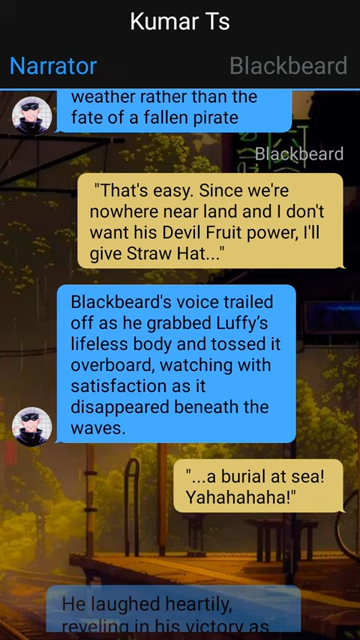 Kumar Ts
Narrator
Blackbeard
weather rather than the
fate of a fallen pirate
Blackbeard
"That's easy. Since we're
nowhere near land and I don't
want his Devil Fruit power, I'll
give Straw Hat..."
Blackbeard's voice trailed
off as he grabbed Luffy's
lifeless body and tossed it
overboard, watching with
satisfaction as it
disappeared beneath the
waves.
"...a burial at sea!
Yahahahaha!"
He laughed heartily,
reveling in his victory as